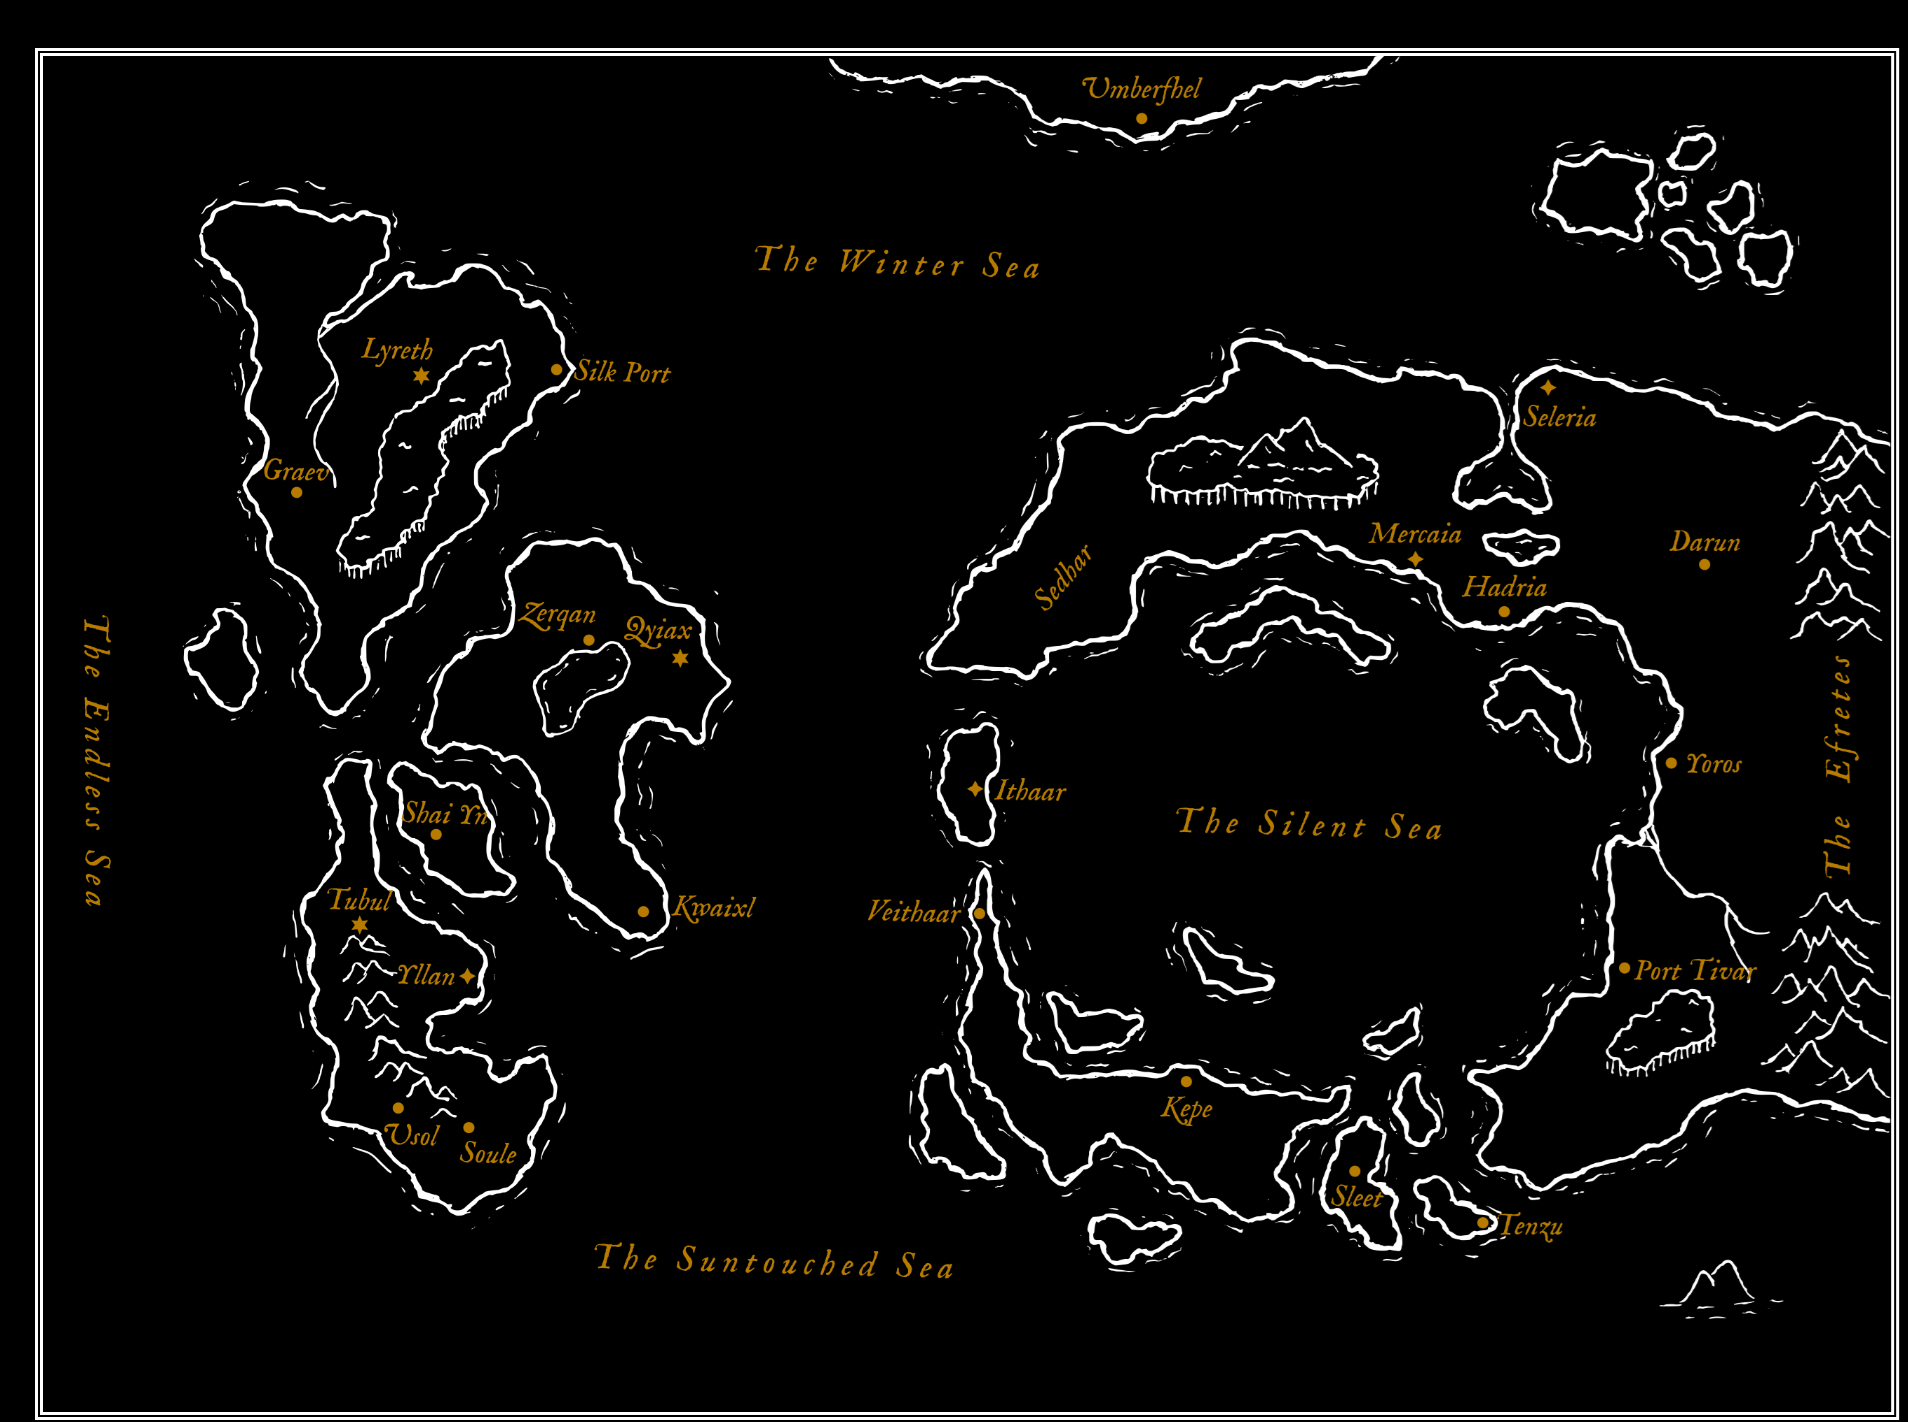 Umberfhel
The Winter Sea
Lyreth
Silk Port
Seleria
Graev
Mercaia
Darun
Sedhar
Hadria
Zerqan
Qyiax
The Endless Sea
The Efretes
Yoros
Ithaar
Shai Yn
The Silent Sea
Tubul
Kwaixl
Veithaar
Yllan
Port Tivar
Kepe
Usol
Soule
Sleet
Tenzu
The Suntouched Sea